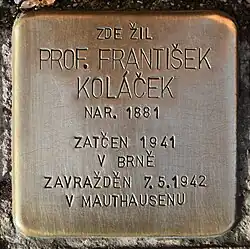 ZDE ŽIL
PROF. FRANTIŠEK
KOLÁČEK
NAR. 1881
ZATČEN 1941
V BRNĚ
ZAVRAŽDĚN 7.5.1942
V MAUTHAUSENU